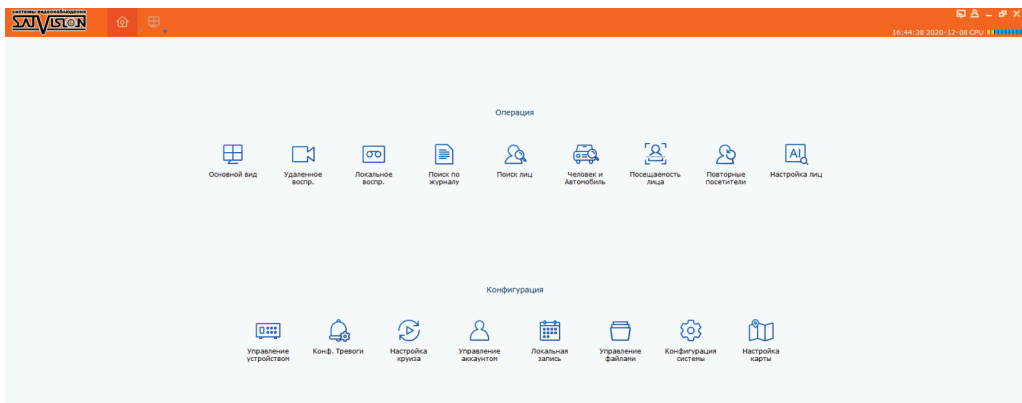 системы видеонаблюдения
SATVISION
16:44:38 2020-12-08 CPU
Операция
Основной вид
Удаленное воспр.
Локальное воспр.
Поиск по журналу
Поиск лиц
Человек и Автомобиль
Посещаемость лица
Повторные посетители
AI
Настройка лиц
Конфигурация
Управление устройством
Конф. Тревоги
Настройка круиза
Управление аккаунтом
Локальная запись
Управление файлами
Конфигурация системы
Настройка карты